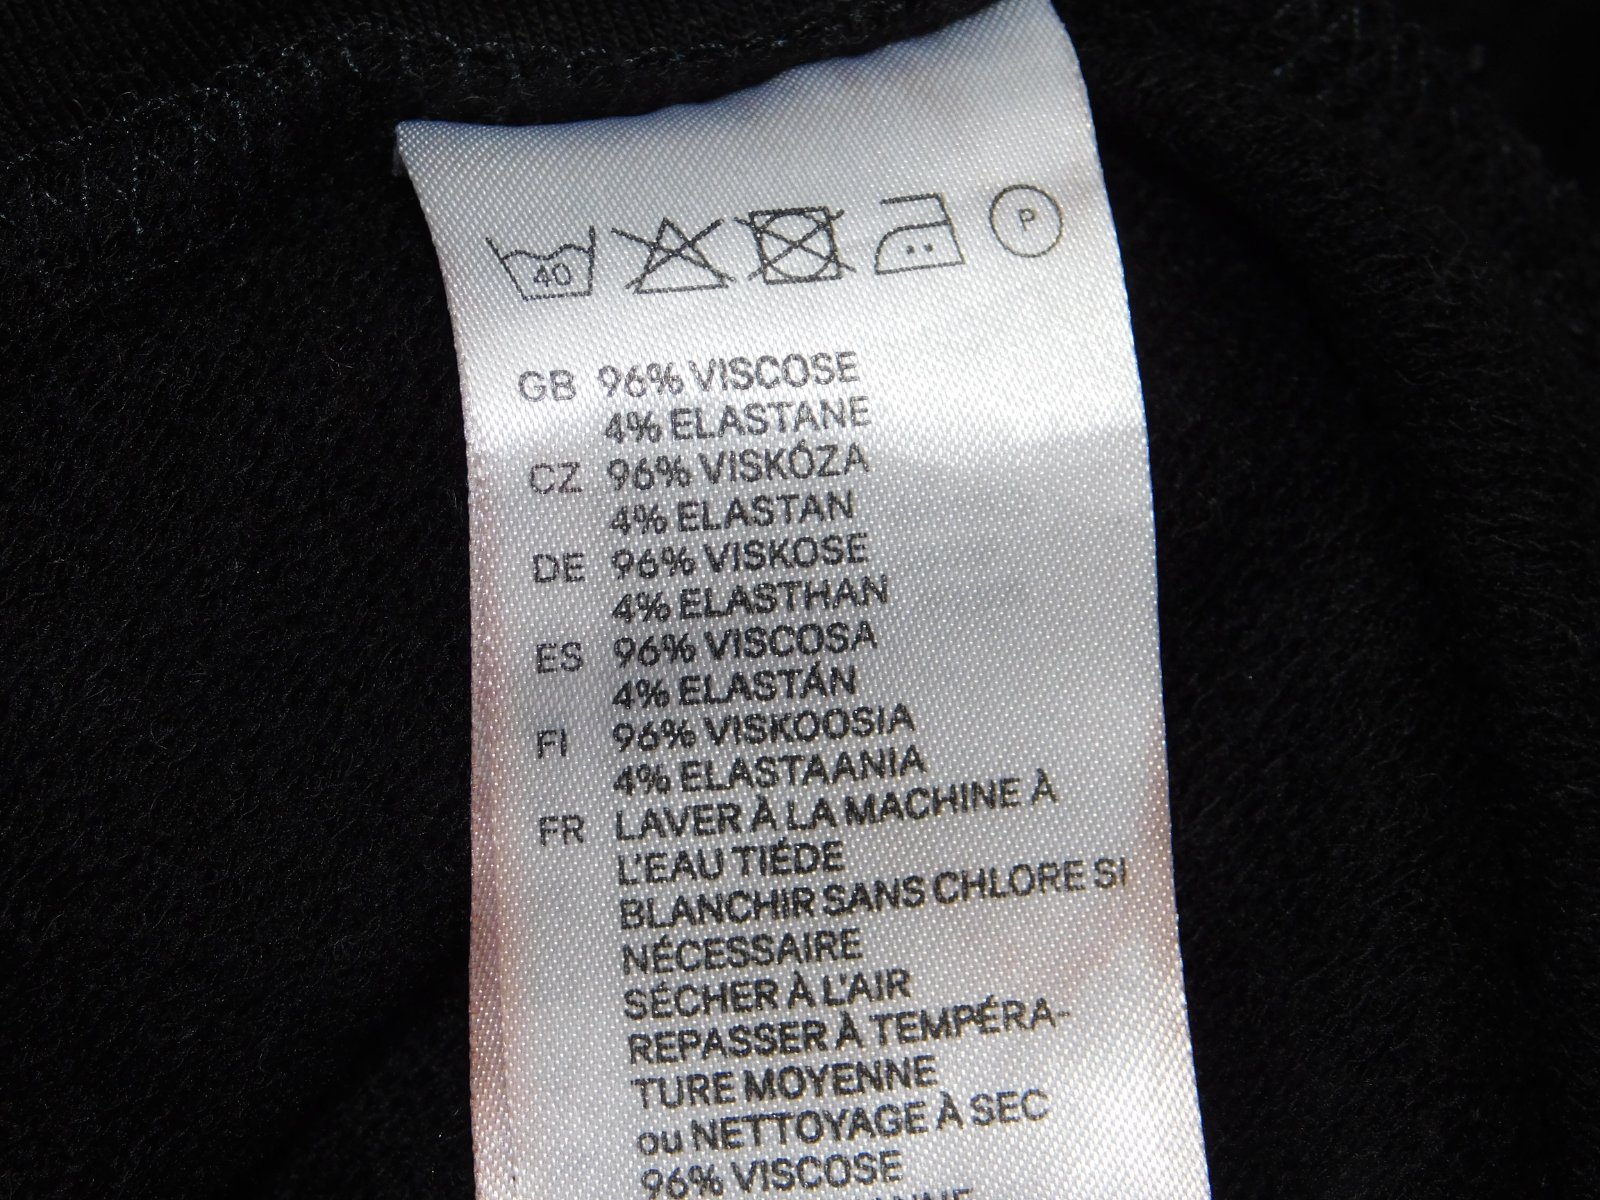 40
P
GB 96% VISCOSE
4% ELASTANE
CZ 96% VISKÓZA
4% ELASTAN
DE 96% VISKOSE
4% ELASTHAN
ES 96% VISCOSA
4% ELASTÁN
FI 96% VISKOOSIA
4% ELASTAANIA
FR LAVER À LA MACHINE À
L'EAU TIÉDE
BLANCHIR SANS CHLORE SI
NÉCESSAIRE
SÉCHER À L'AIR
REPASSER À TEMPÉRA-
TURE MOYENNE
OU NETTOYAGE À SEC
96% VISCOSE